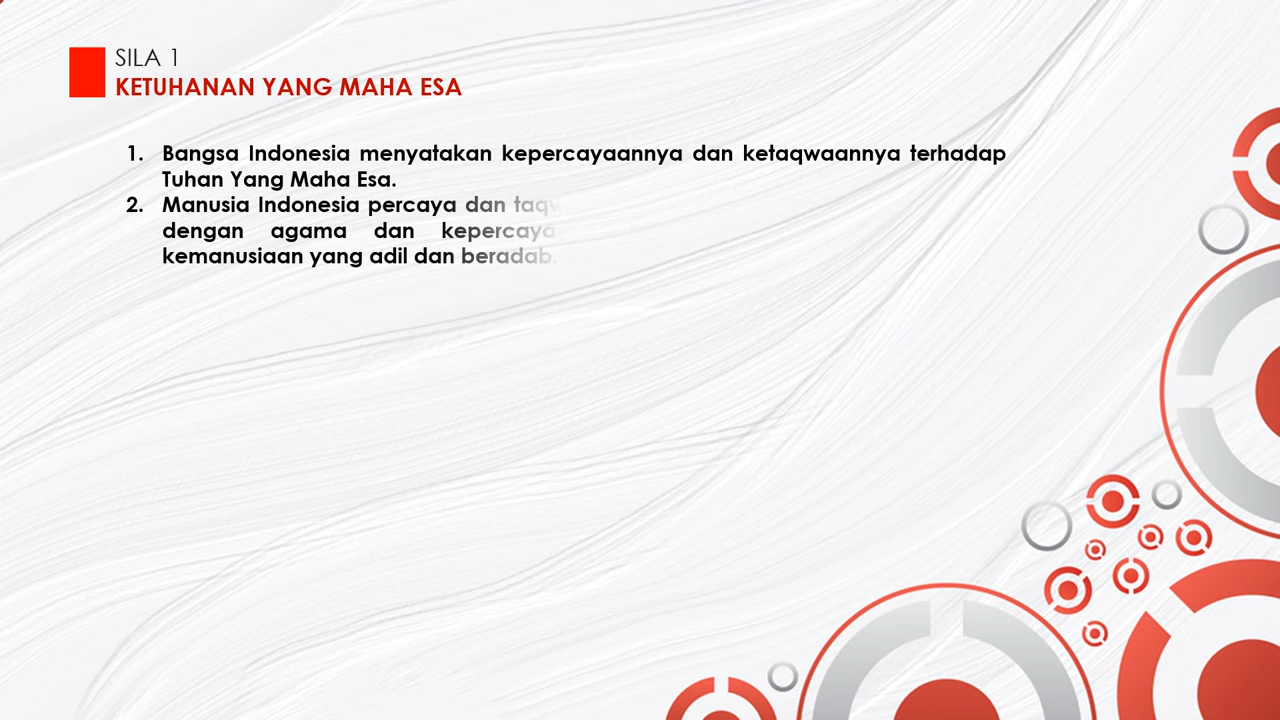 SILA 1
KETUHANAN YANG MAHA ESA
1. Bangsa Indonesia menyatakan kepercayaannya dan ketaqwaannya terhadap
Tuhan Yang Maha Esa.
2. Manusia Indonesia percaya dan
dengan agama dan
kemanusiaan yang adil dan beradab.